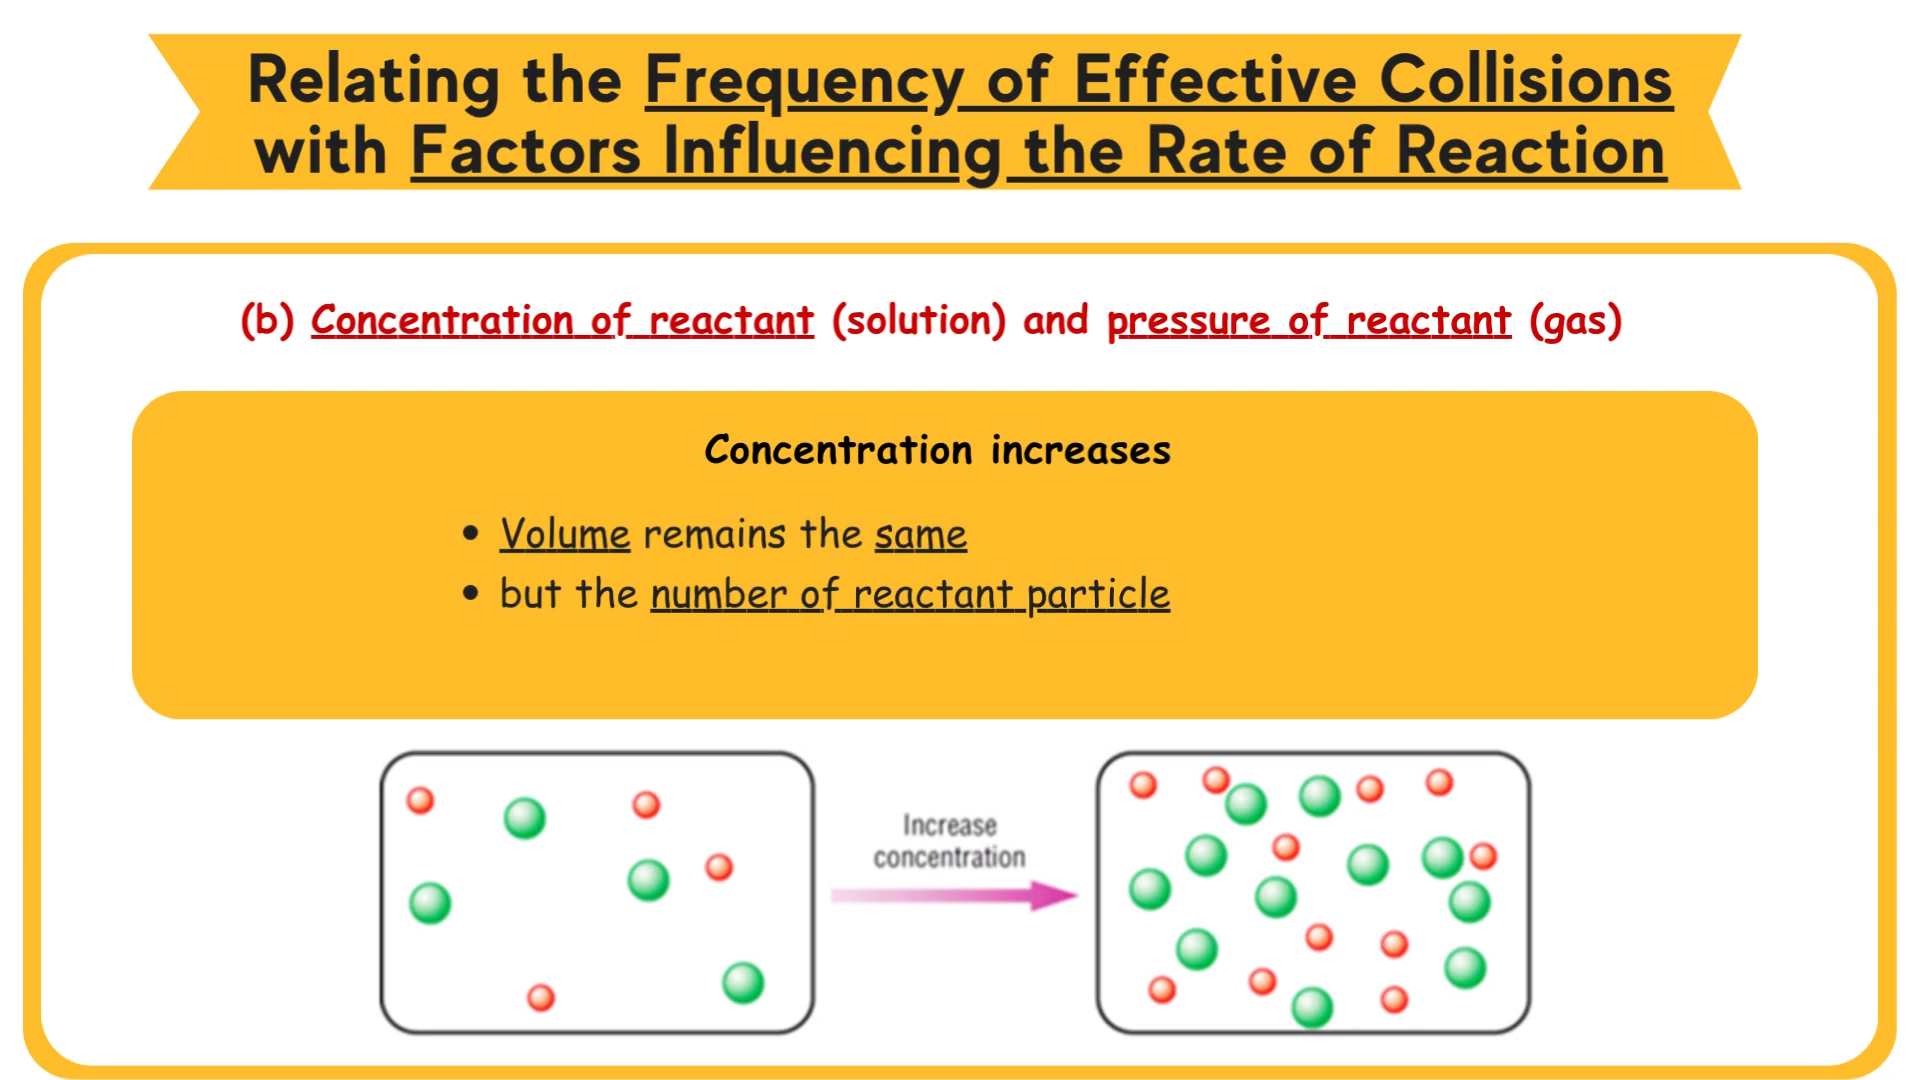 Relating the Frequency of Effective Collisions
with Factors Influencing the Rate of Reaction
(b) Concentration of reactant (solution) and pressure of reactant (gas)
Concentration increases
• Volume remains the same
• but the number of reactant particle
Increase
concentration